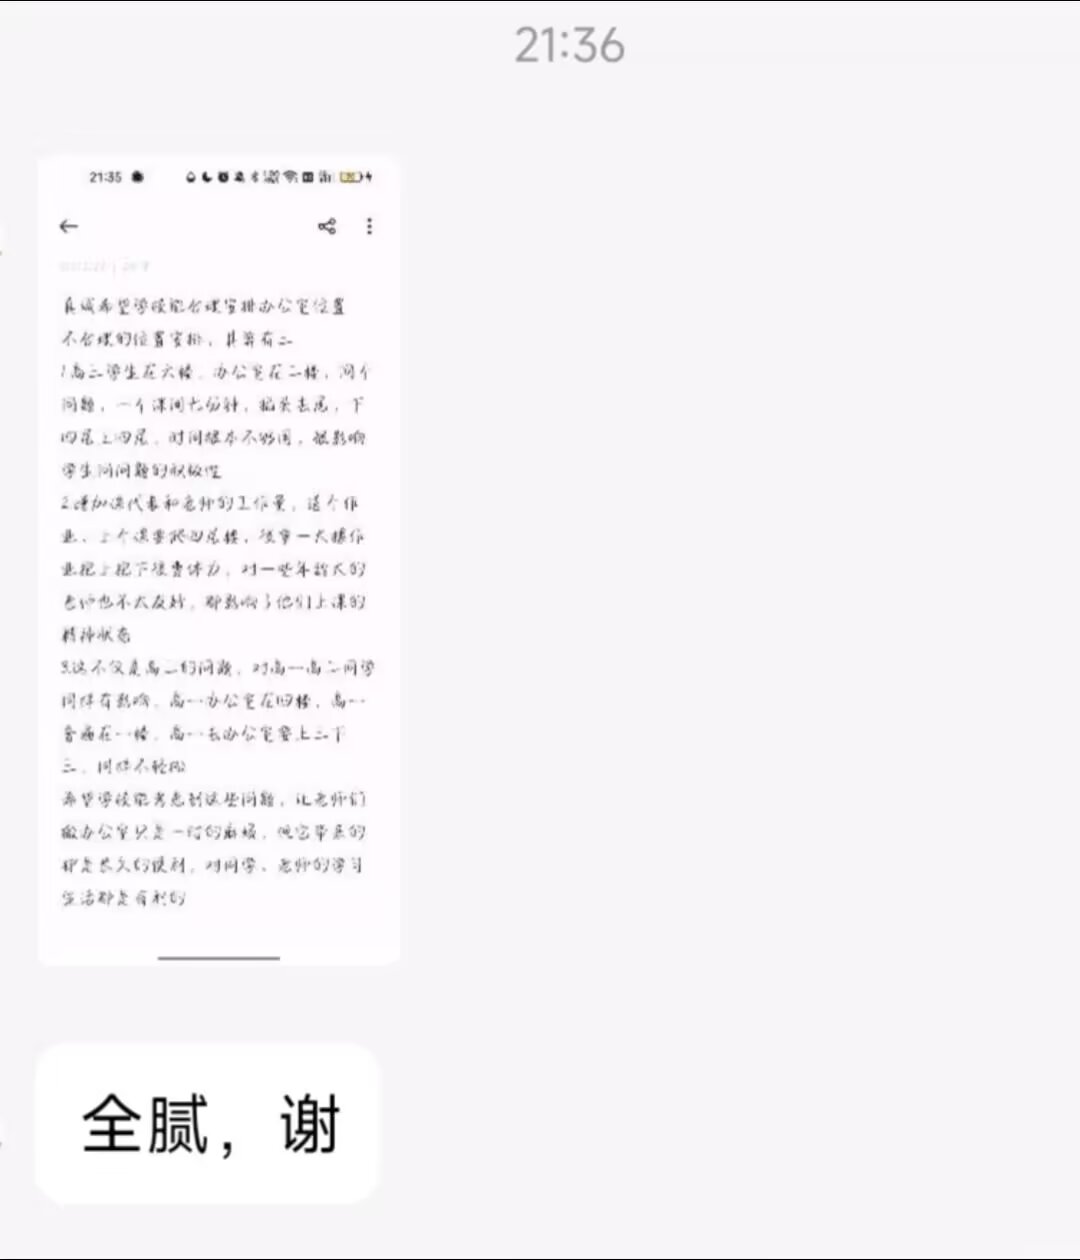 21:36
21:35
真诚希望学校能合理安排办公室位置
不合理的位置安排，其弊有二
1高三学生在六楼，办公室在二楼，问个
问题，一个课间七分钟，掐头去尾，下
四层上四层，时间根本不够用，很影响
学生问问题的积极性
2.增加课代表和老师的工作量，送个作
业、上个课要爬四层楼，很拿一大摞作
业爬上爬下很费体力，对一些年龄大的
老师也不太友好，都影响了他们上课的
精神状态
3.这不仅是高三的问题，对高一高二同学
同样有影响，高一办公室在四楼，高一
普遍在一楼，高一去办公室要上三下
三，同样不轻松
希望学校能考虑到这些问题，让老师们
搬办公室只是一时的麻烦，但它带来的
却是长久的便利，对同学、老师的学习
生活都是有利的
全腻，谢